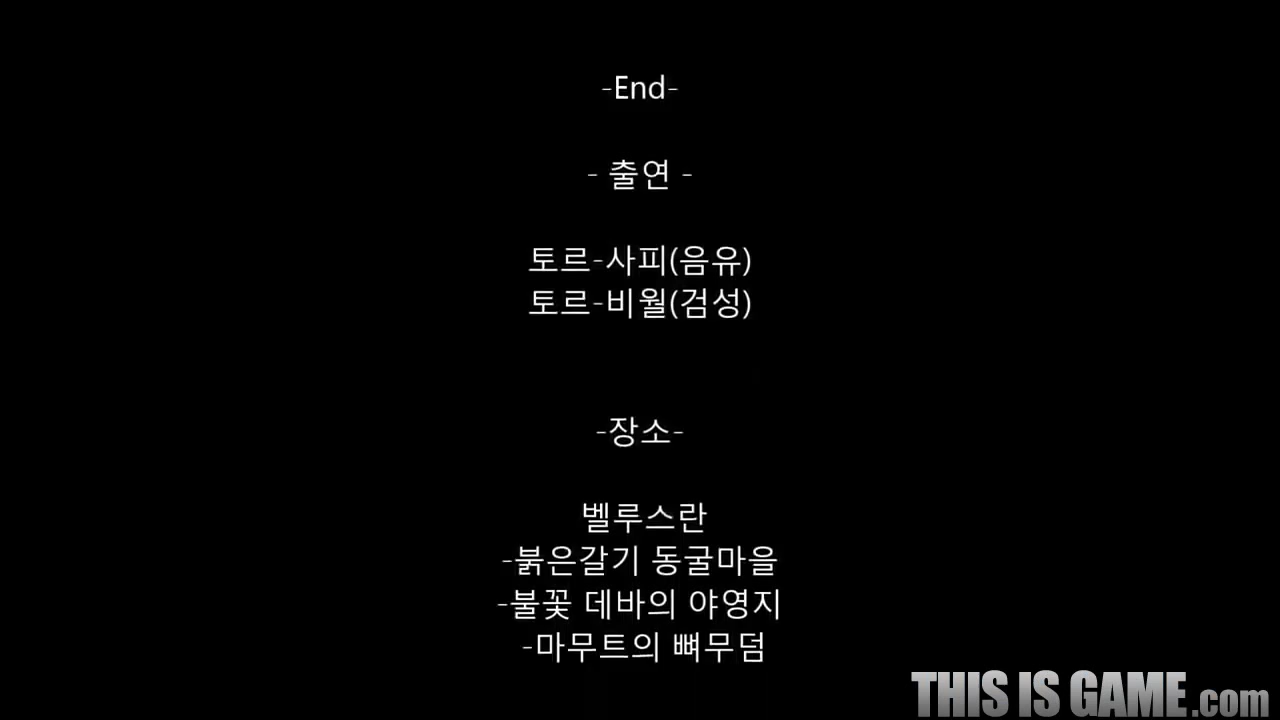 -End-
- 출연 -
토르-사피(음유)
토르-비월(검성)
-장소-
벨루스란
-붉은갈기 동굴마을
-불꽃 데바의 야영지
-마무트의 뼈무덤
THIS IS GAME.com